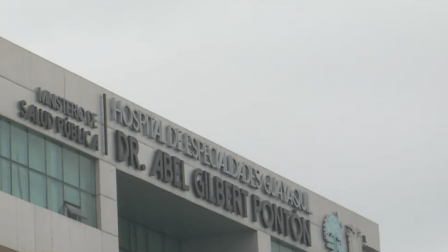 MINISTERIO DE
SALUD PÚBLICA
HOSPITAL DE ESPECIALIDADES GUAYAQUIL
DR. ABEL GILBERT PONTÓN